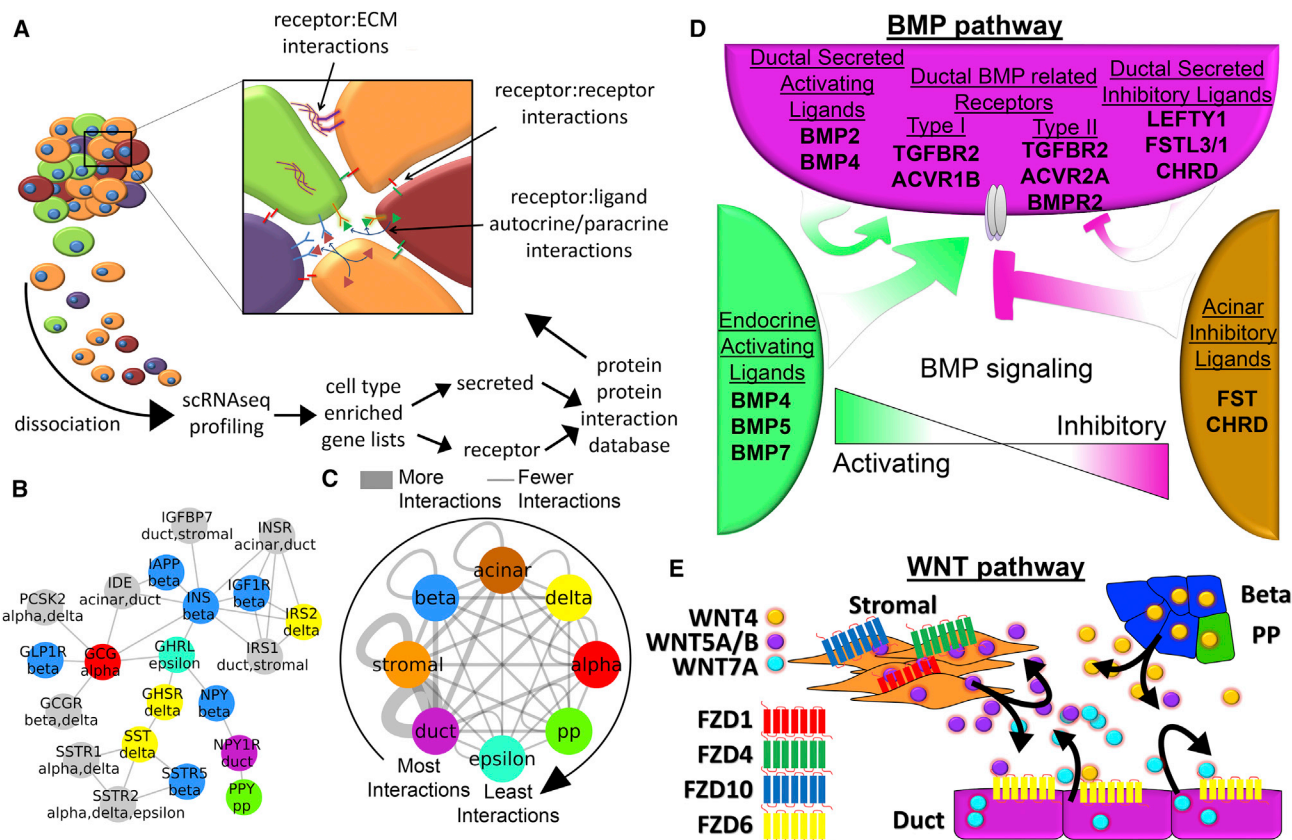 A
receptor:ECM
interactions
receptor:receptor
interactions
receptor:ligand
autocrine/paracrine
interactions
dissociation
scRNAseq
profiling
cell type
enriched
gene lists
secreted
receptor
protein
protein
interaction
database
B
IGFBP7
duct,stromal
INSR
acinar,duct
IAPP
beta
IDE
acinar,duct
INS
beta
IGF1R
beta
PCSK2
alpha,delta
IRS2
delta
GLP1R
beta
GCG
alpha
GHRL
epsilon
IRS1
duct,stromal
GCGR
beta,delta
GHSR
delta
NPY
beta
SST
delta
SSTR1
alpha,delta
NPY1R
duct
SSTR5
beta
SSTR2
alpha,delta,epsilon
PPY
pp
C
More
Interactions
Fewer
Interactions
acinar
beta
delta
stromal
alpha
duct
pp
epsilon
Most
Interactions
Least
Interactions
D
BMP pathway
Ductal Secreted
Activating
Ligands
BMP2
BMP4
Ductal BMP related
Receptors
Type I
TGFBR2
ACVR1B
Type II
TGFBR2
ACVR2A
BMPR2
Ductal Secreted
Inhibitory Ligands
LEFTY1
FSTL3/1
CHRD
Endocrine
Activating
Ligands
BMP4
BMP5
BMP7
Acinar
Inhibitory
Ligands
FST
CHRD
BMP signaling
Inhibitory
Activating
E
WNT pathway
WNT4
WNT5A/B
WNT7A
Stromal
Beta
PP
FZD1
FZD4
FZD10
FZD6
Duct